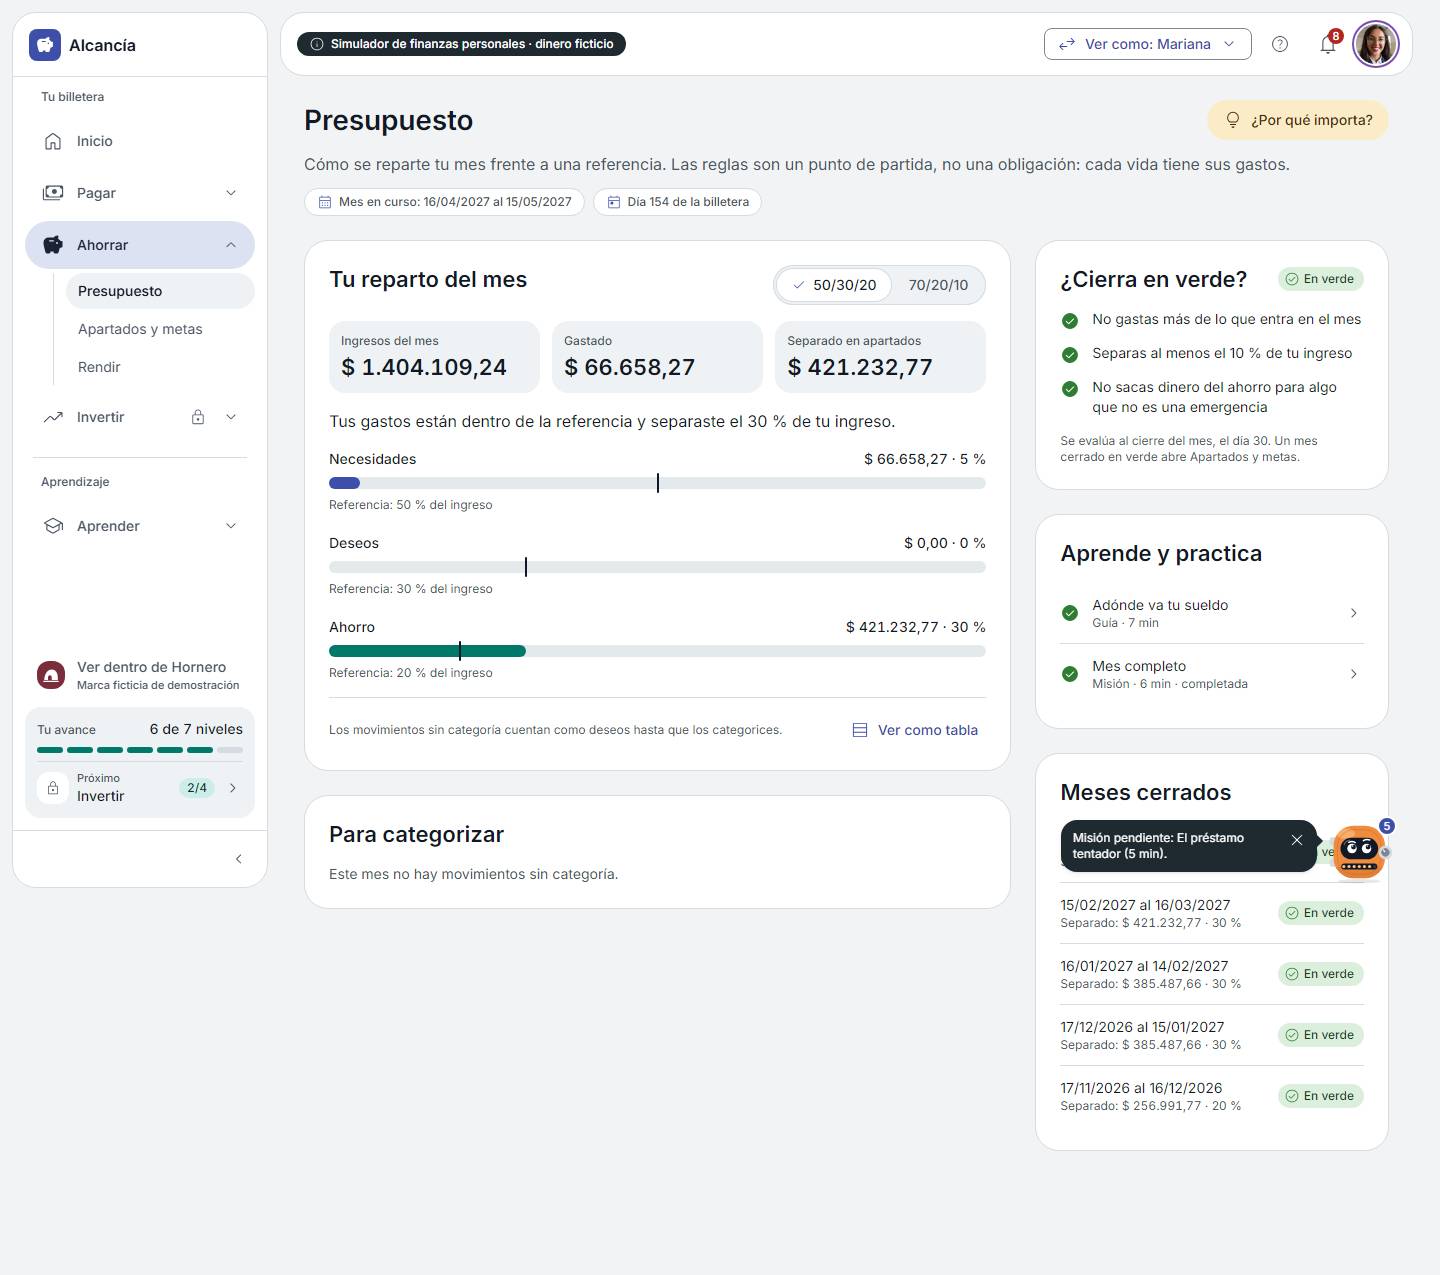 Alcancía
Simulador de finanzas personales · dinero ficticio
Ver como: Mariana
8
Tu billetera
Inicio
Pagar
Ahorrar
Presupuesto
Apartados y metas
Rendir
Invertir
Aprendizaje
Aprender
Ver dentro de Hornero
Marca ficticia de demostración
Tu avance
6 de 7 niveles
Próximo
Invertir
2/4
Presupuesto
¿Por qué importa?
Cómo se reparte tu mes frente a una referencia. Las reglas son un punto de partida, no una obligación: cada vida tiene sus gastos.
Mes en curso: 16/04/2027 al 15/05/2027
Día 154 de la billetera
Tu reparto del mes
50/30/20
70/20/10
Ingresos del mes
$ 1.404.109,24
Gastado
$ 66.658,27
Separado en apartados
$ 421.232,77
Tus gastos están dentro de la referencia y separaste el 30 % de tu ingreso.
Necesidades
$ 66.658,27 · 5 %
Referencia: 50 % del ingreso
Deseos
$ 0,00 · 0 %
Referencia: 30 % del ingreso
Ahorro
$ 421.232,77 · 30 %
Referencia: 20 % del ingreso
Los movimientos sin categoría cuentan como deseos hasta que los categorices.
Ver como tabla
Para categorizar
Este mes no hay movimientos sin categoría.
¿Cierra en verde?
En verde
No gastas más de lo que entra en el mes
Separas al menos el 10 % de tu ingreso
No sacas dinero del ahorro para algo
que no es una emergencia
Se evalúa al cierre del mes, el día 30. Un mes
cerrado en verde abre Apartados y metas.
Aprende y practica
Adónde va tu sueldo
Guía · 7 min
Mes completo
Misión · 6 min · completada
Meses cerrados
Misión pendiente: El préstamo
tentador (5 min).
5
15/02/2027 al 16/03/2027
Separado: $ 421.232,77 · 30 %
En verde
16/01/2027 al 14/02/2027
Separado: $ 385.487,66 · 30 %
En verde
17/12/2026 al 15/01/2027
Separado: $ 385.487,66 · 30 %
En verde
17/11/2026 al 16/12/2026
Separado: $ 256.991,77 · 20 %
En verde